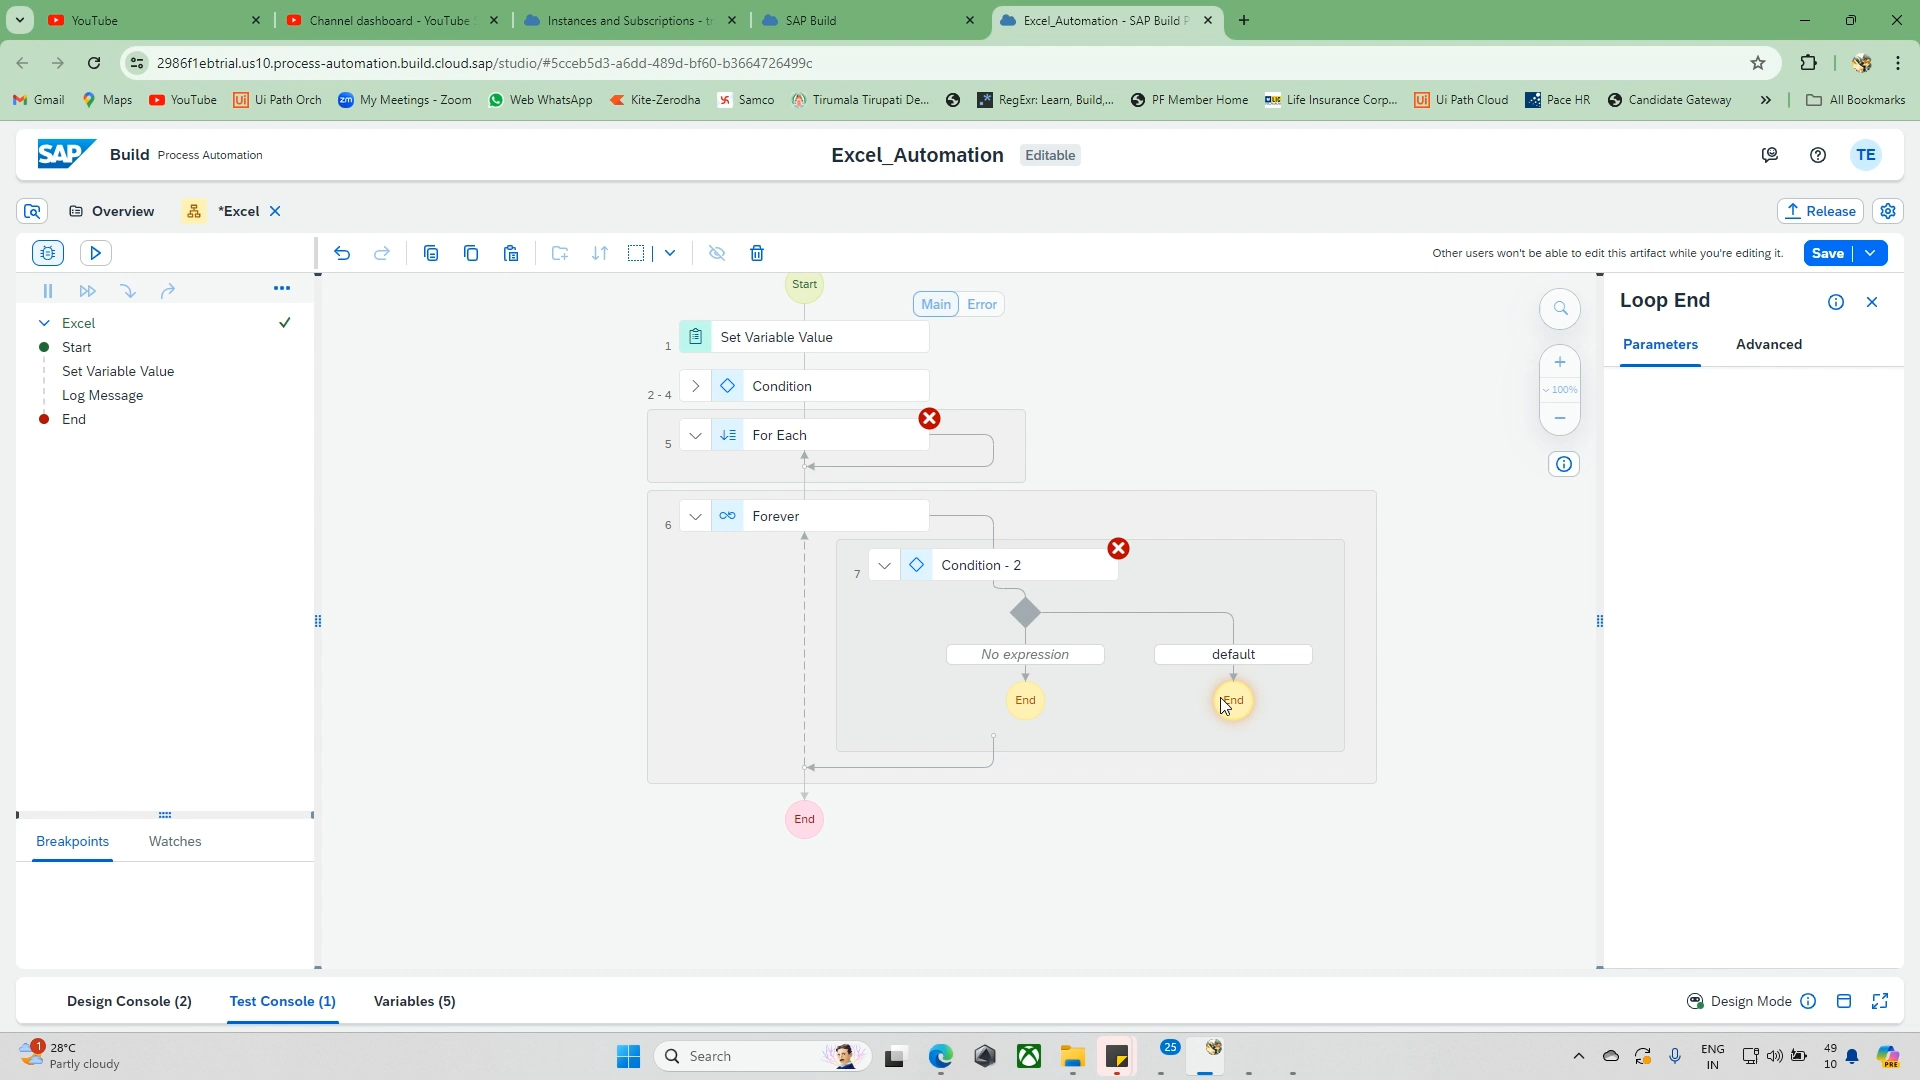 YouTube
Channel dashboard - YouTube S
Instances and Subscriptions - tr
SAP Build
Excel_Automation - SAP Build P
2986f1ebtrial.us10.process-automation.build.cloud.sap/studio/#5cceb5d3-a6dd-489d-bf60-b3664726499c
Gmail
Maps
YouTube
Ui Path Orch
My Meetings - Zoom
Web WhatsApp
Kite-Zerodha
Samco
Tirumala Tirupati De...
RegExr: Learn, Build,...
PF Member Home
Life Insurance Corp...
Ui Path Cloud
Pace HR
Candidate Gateway
All Bookmarks
SAP
Build Process Automation
Excel_Automation
Editable
TE
Overview
*Excel
Release
Other users won't be able to edit this artifact while you're editing it.
Save
Excel
Start
Set Variable Value
Log Message
End
Start
Main
Error
1
Set Variable Value
2 - 4
Condition
5
For Each
6
Forever
7
Condition - 2
No expression
default
End
End
End
100%
Loop End
Parameters
Advanced
Breakpoints
Watches
Design Console (2)
Test Console (1)
Variables (5)
Design Mode
1
28°C
Partly cloudy
Search
25
ENG
IN
49
10
PRE